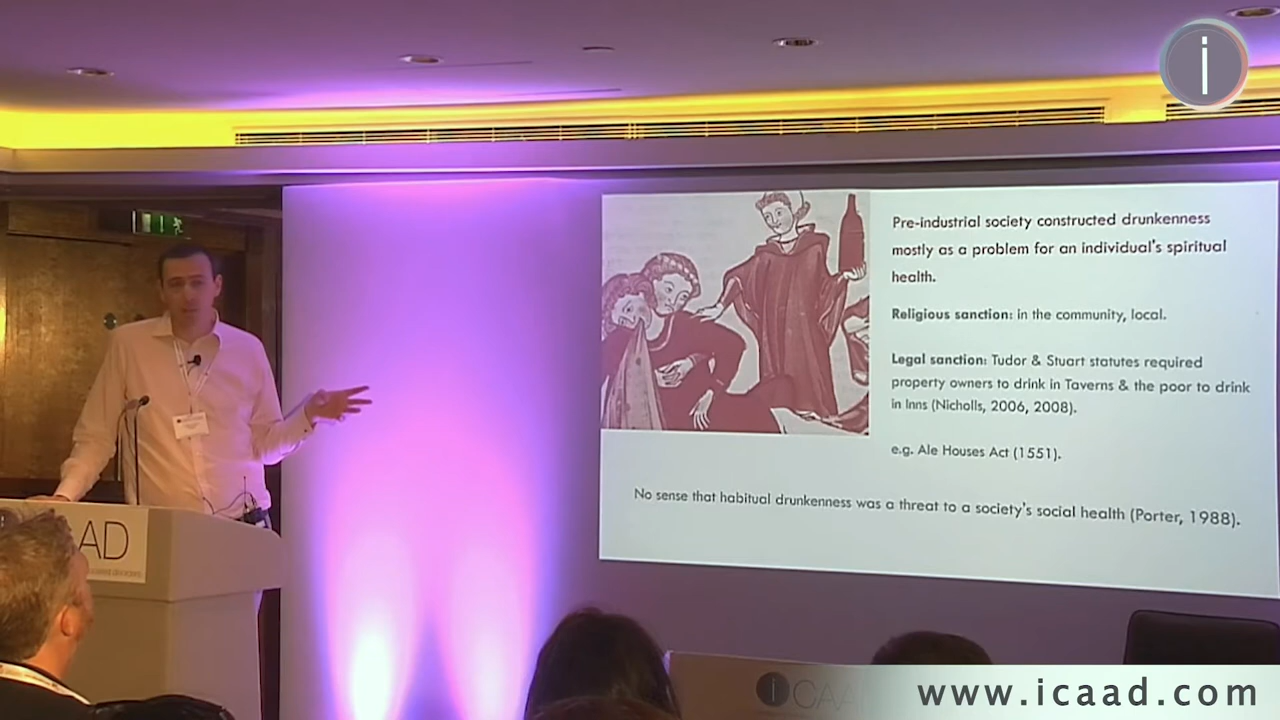 i
Pre-industrial society constructed drunkenness
mostly as a problem for an individual's spiritual
health.
Religious sanction: in the community, local.
Legal sanction: Tudor & Stuart statutes required
property owners to drink in Taverns & the poor to drink
in Inns (Nicholls, 2006, 2008).
e.g. Ale Houses Act (1551).
No sense that habitual drunkenness was a threat to a society's social health (Porter, 1988).
AD
iCAA
www.icaad.com